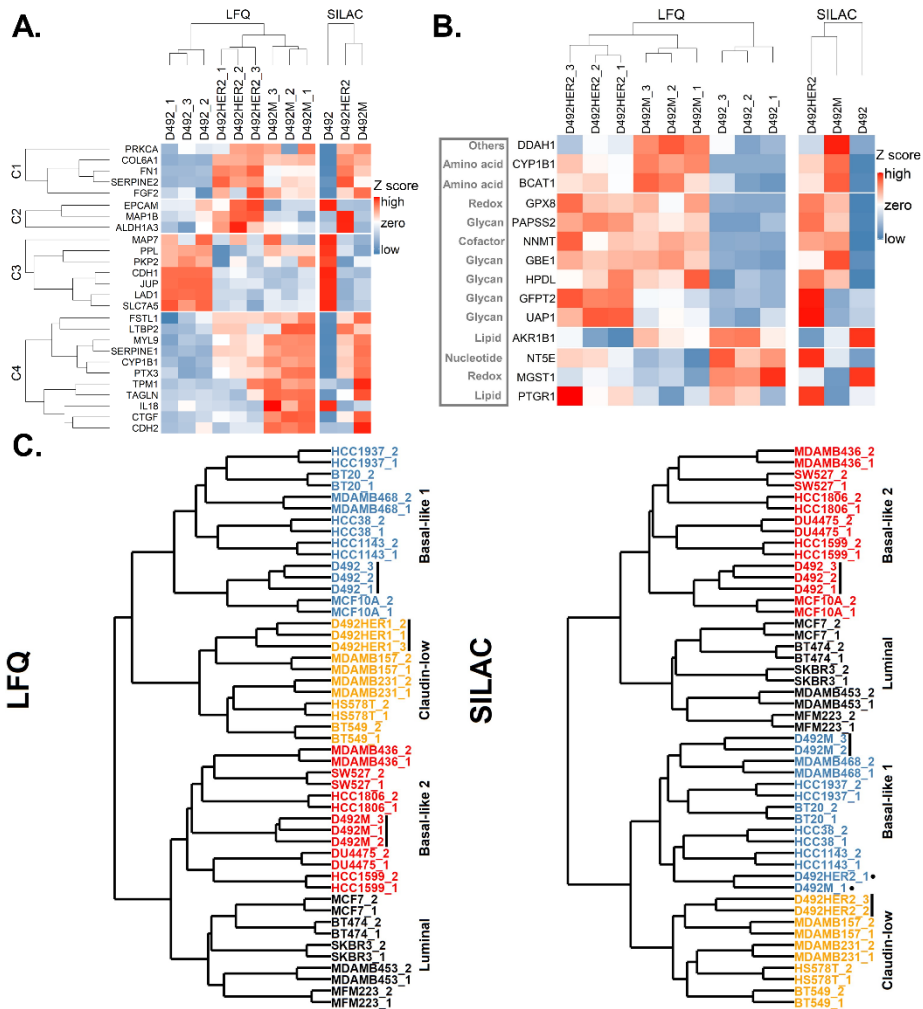 A.
LFQ
SILAC
D492_1
D492_3
D492_2
D492HER2_1
D492HER2_2
D492HER2_3
D492M_3
D492M_2
D492M_1
D492
D492HER2
D492M
C1
PRKCA
COL6A1
FN1
SERPINE2
FGF2
C2
EPCAM
MAP1B
ALDH1A3
C3
MAP7
PPL
PKP2
CDH1
JUP
LAD1
SLC7A5
C4
FSTL1
LTBP2
MYL9
SERPINE1
CYP1B1
PTX3
TPM1
TAGLN
IL18
CTGF
CDH2
Z score
high
zero
low
B.
LFQ
SILAC
D492HER2_3
D492HER2_2
D492HER2_1
D492M_3
D492M_2
D492M_1
D492_3
D492_2
D492_1
D492HER2
D492M
D492
Others DDAH1
Amino acid CYP1B1
Amino acid BCAT1
Redox GPX8
Glycan PAPSS2
Cofactor NNMT
Glycan GBE1
Glycan HPDL
Glycan GFPT2
Glycan UAP1
Lipid AKR1B1
Nucleotide NT5E
Redox MGST1
Lipid PTGR1
Z score
high
zero
low
C.
LFQ
HCC1937_2
HCC1937_1
BT20_2
BT20_1
MDAMB468_2
MDAMB468_1
HCC38_2
HCC38_1
HCC1143_2
HCC1143_1
D492_3
D492_2
D492_1
MCF10A_2
MCF10A_1
Basal-like 1
D492HER1_2
D492HER1_1
D492HER1_3
MDAMB157_2
MDAMB157_1
MDAMB231_2
MDAMB231_1
HS578T_2
HS578T_1
BT549_2
BT549_1
Claudin-low
MDAMB436_2
MDAMB436_1
SW527_2
SW527_1
HCC1806_2
HCC1806_1
D492M_3
D492M_1
D492M_2
DU4475_2
DU4475_1
HCC1599_2
HCC1599_1
Basal-like 2
MCF7_2
MCF7_1
BT474_2
BT474_1
SKBR3_2
SKBR3_1
MDAMB453_2
MDAMB453_1
MFM223_2
MFM223_1
Luminal
SILAC
MDAMB436_2
MDAMB436_1
SW527_2
SW527_1
HCC1806_2
HCC1806_1
DU4475_2
DU4475_1
HCC1599_2
HCC1599_1
D492_3
D492_2
D492_1
MCF10A_2
MCF10A_1
Basal-like 2
MCF7_2
MCF7_1
BT474_2
BT474_1
SKBR3_2
SKBR3_1
MDAMB453_2
MDAMB453_1
MFM223_2
MFM223_1
Luminal
D492M_3
D492M_2
MDAMB468_2
MDAMB468_1
HCC1937_2
HCC1937_1
BT20_2
BT20_1
HCC38_2
HCC38_1
HCC1143_2
HCC1143_1
D492HER2_1•
D492M_1•
Basal-like 1
D492HER2_3
D492HER2_2
MDAMB157_2
MDAMB157_1
MDAMB231_2
MDAMB231_1
HS578T_2
HS578T_1
BT549_2
BT549_1
Claudin-low